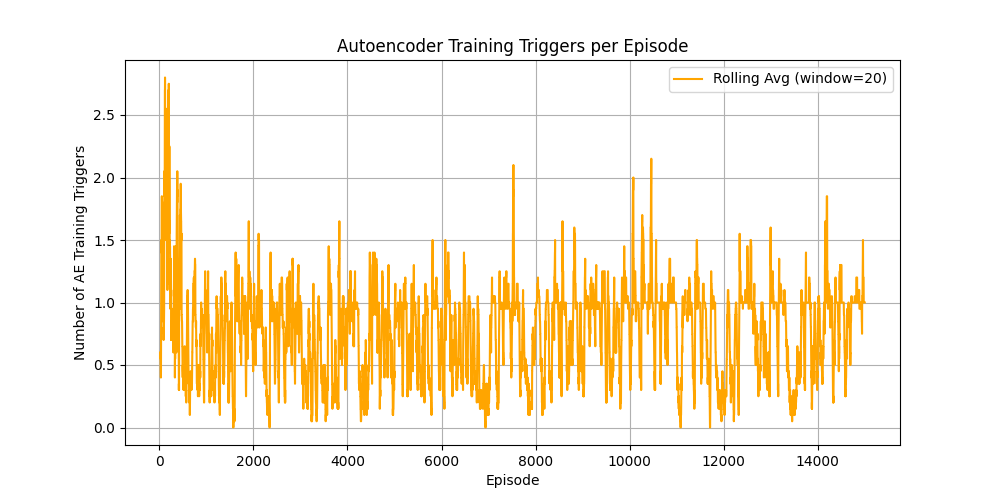 Autoencoder Training Triggers per Episode
Rolling Avg (window=20)
Number of AE Training Triggers
2.5
2.0
1.5
1.0
0.5
0.0
0 2000 4000 6000 8000 10000 12000 14000
Episode